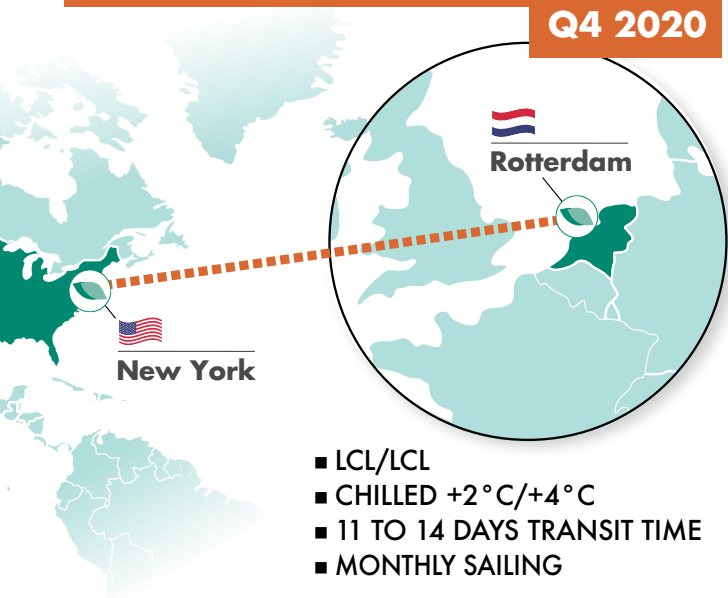 Q4 2020
Rotterdam
New York
■ LCL/LCL
■ CHILLED +2°C/+4°C
■ 11 TO 14 DAYS TRANSIT TIME
■ MONTHLY SAILING